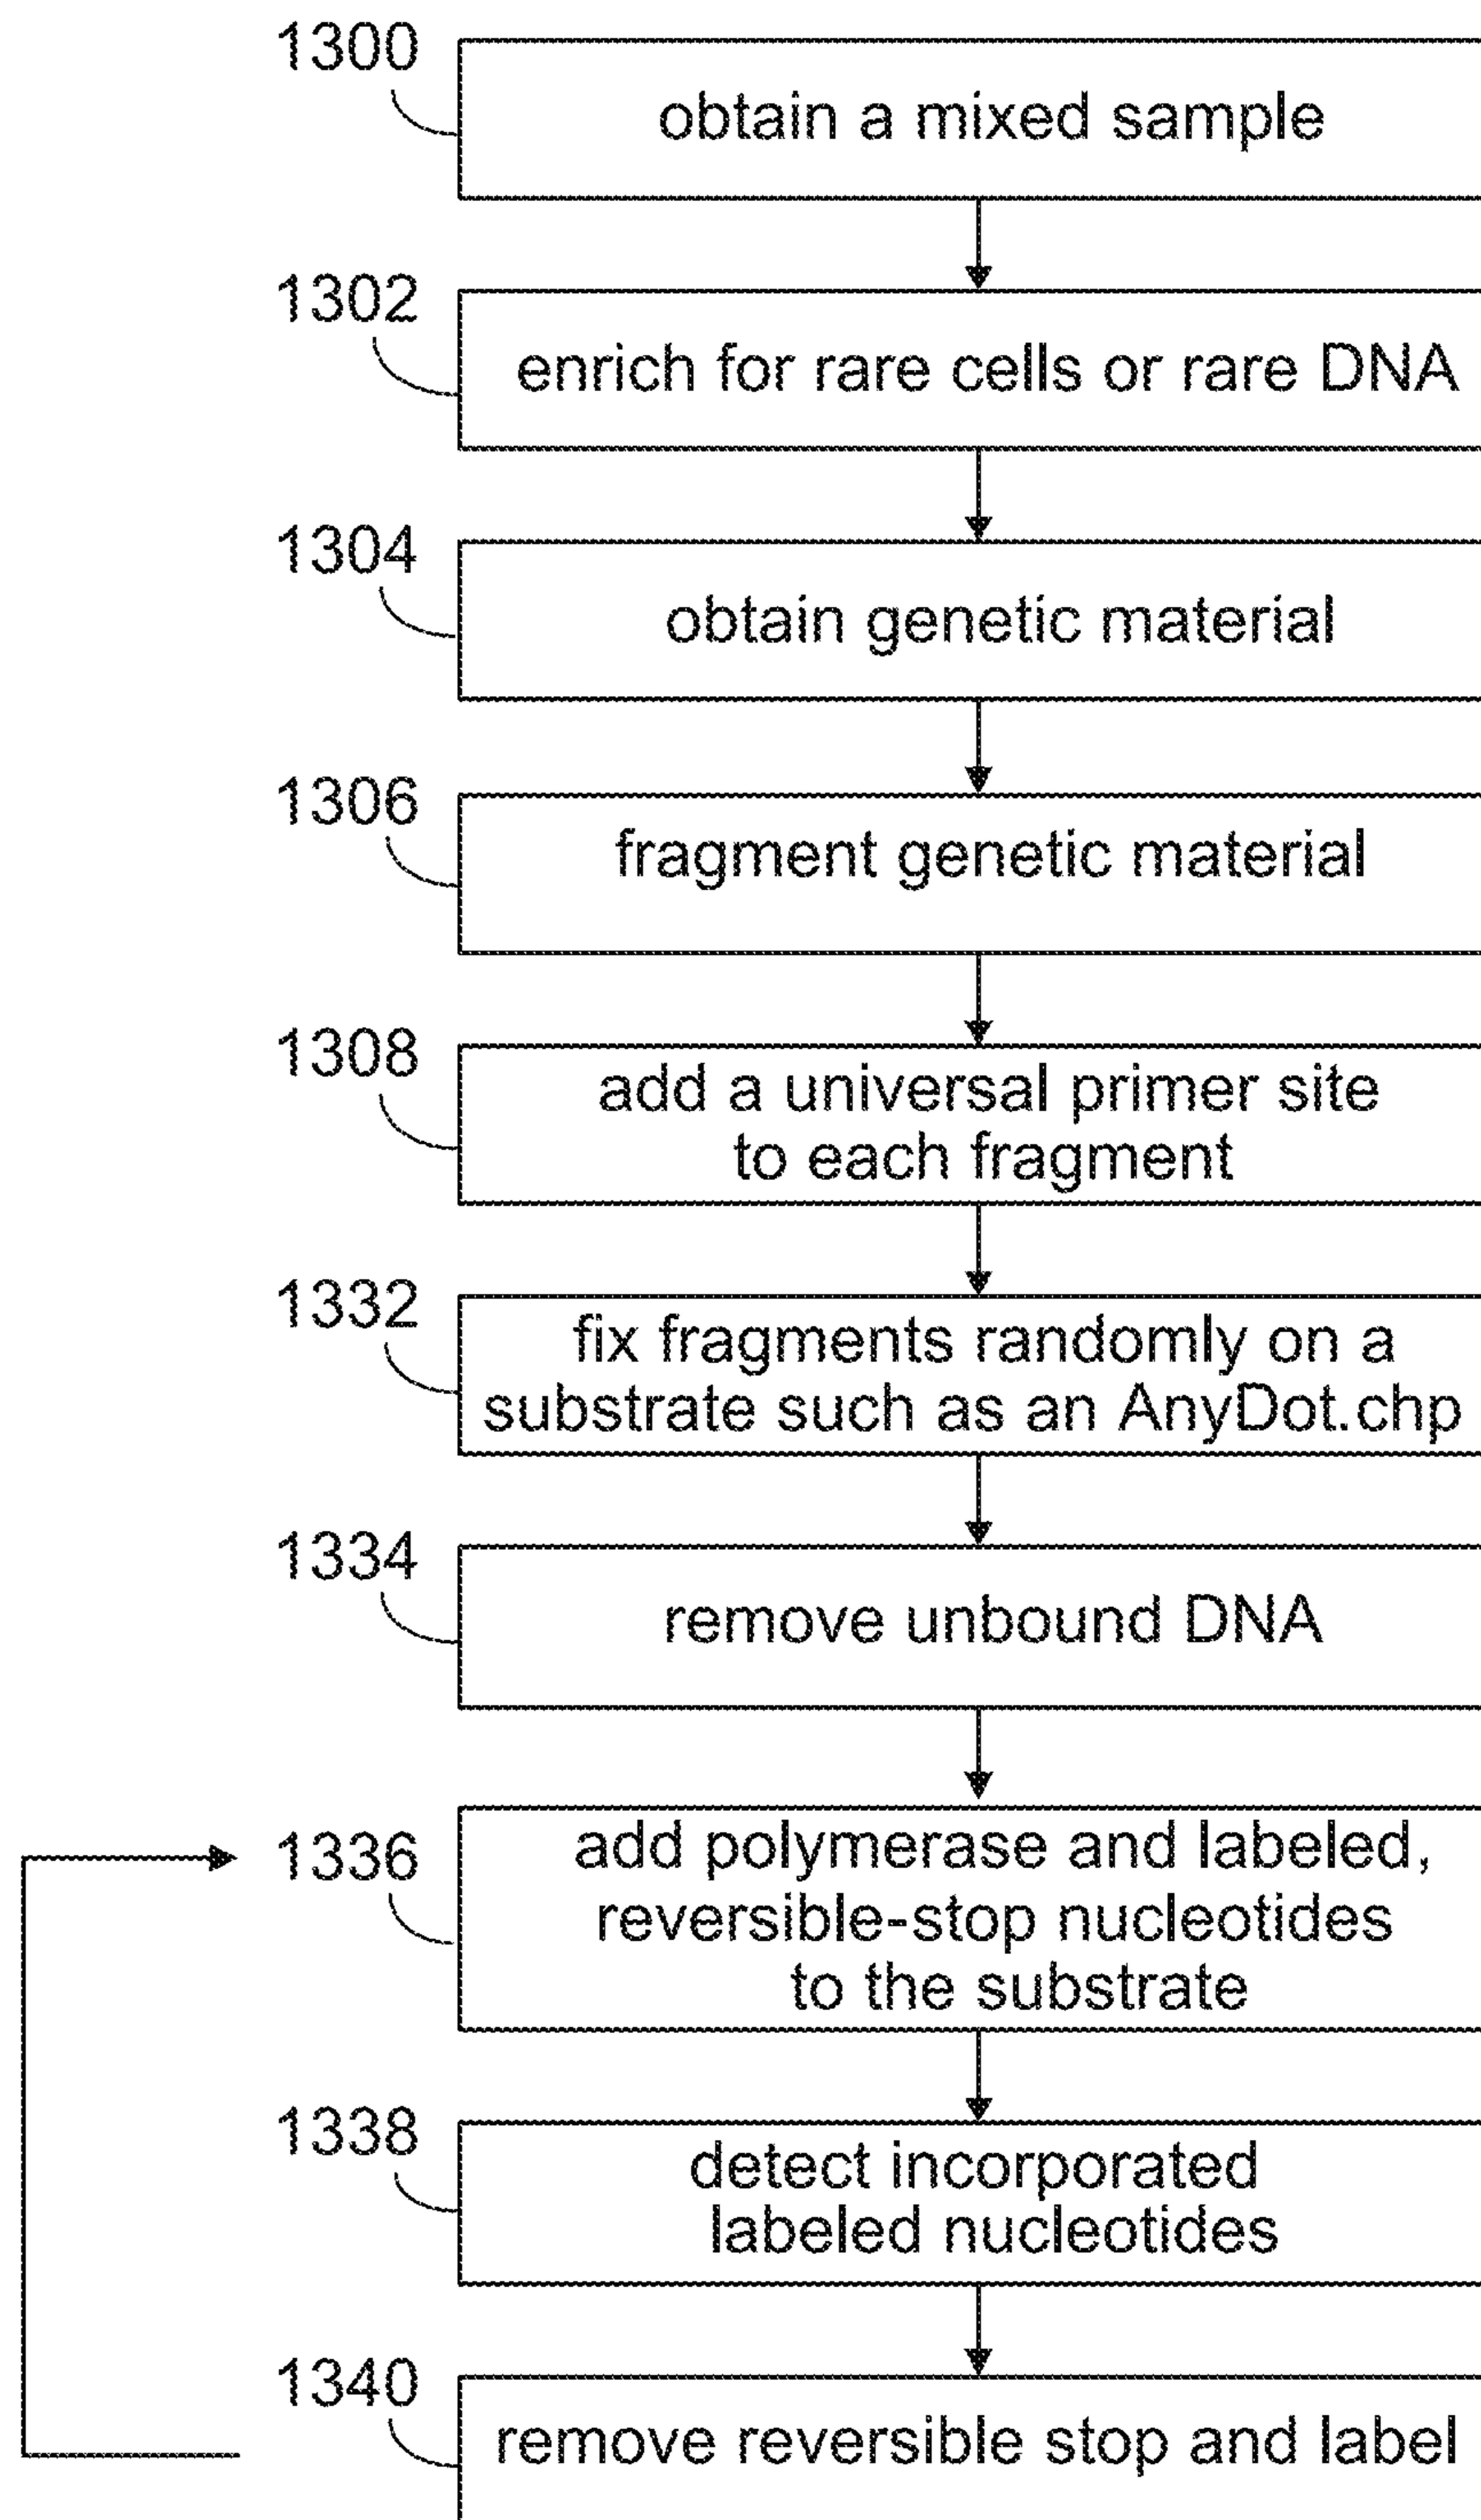 1300
obtain a mixed sample
1302
enrich for rare cells or rare DNA
1304
obtain genetic material
1306
fragment genetic material
1308
add a universal primer site
to each fragment
1332
fix fragments randomly on a
substrate such as an AnyDot.chp
1334
remove unbound DNA
1336
add polymerase and labeled,
reversible-stop nucleotides
to the substrate
1338
detect incorporated
labeled nucleotides
1340
remove reversible stop and label